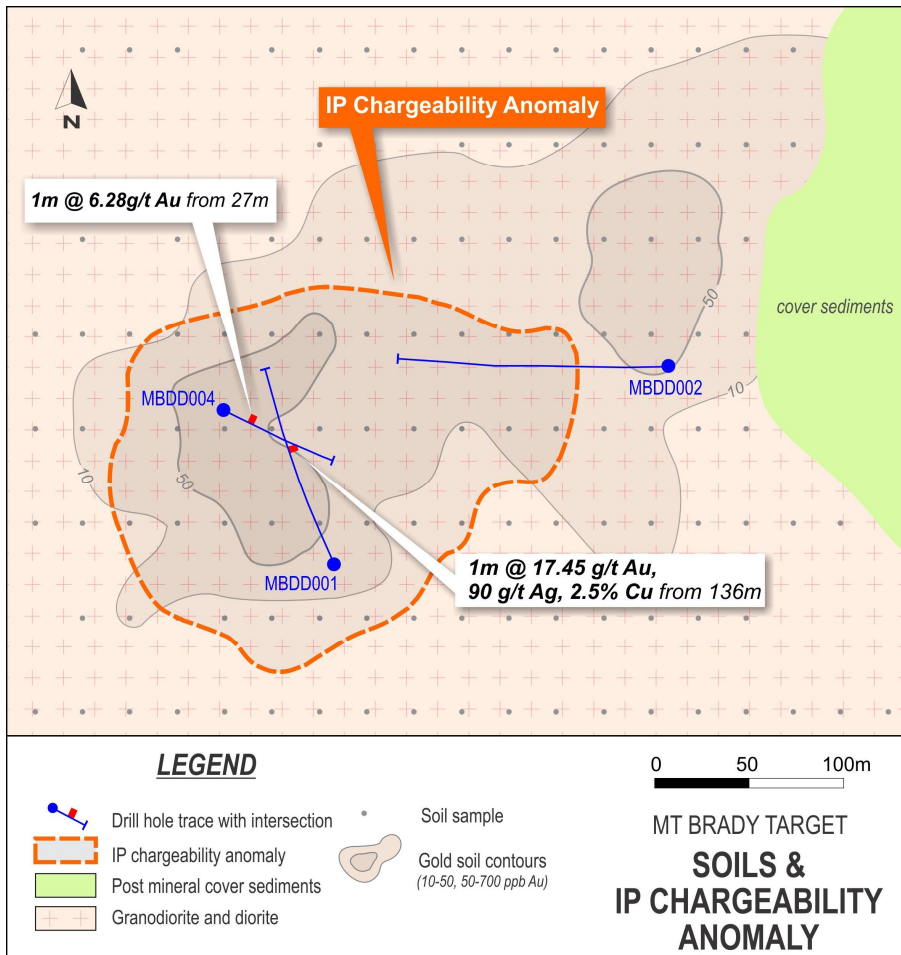 N
IP Chargeability Anomaly
1m @ 6.28g/t Au from 27m
50
cover sediments
MBDD002
10
MBDD004
10
50
MBDD001
1m @ 17.45 g/t Au,
90 g/t Ag, 2.5% Cu from 136m
LEGEND
Drill hole trace with intersection
IP chargeability anomaly
Post mineral cover sediments
Granodiorite and diorite
Soil sample
Gold soil contours
(10-50, 50-700 ppb Au)
0 50 100m
MT BRADY TARGET
SOILS &
IP CHARGEABILITY
ANOMALY